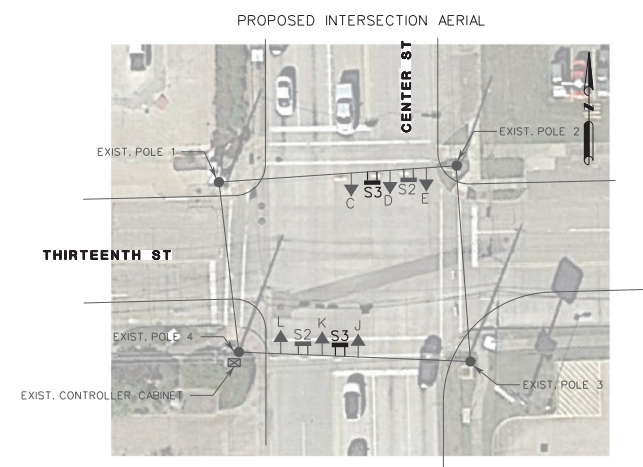 PROPOSED INTERSECTION AERIAL
CENTER ST
N
EXIST. POLE 2
EXIST. POLE 1
C S3 D S2 E
THIRTEENTH ST
L S2 K S3 J
EXIST. POLE 4
EXIST. POLE 3
EXIST. CONTROLLER CABINET